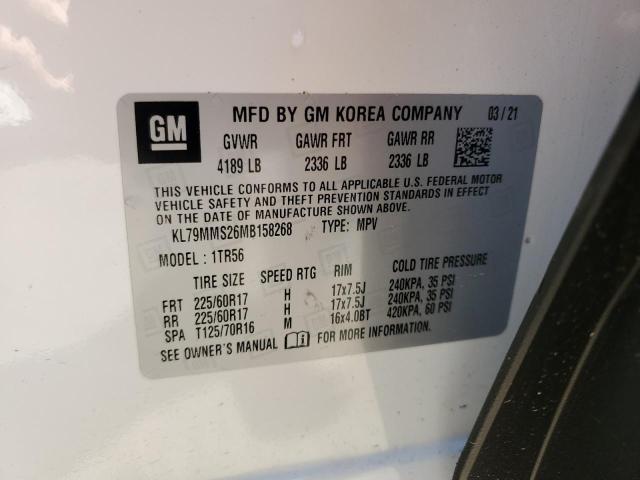 GM
MFD BY GM KOREA COMPANY 03/21
GVWR GAWR FRT GAWR RR
4189 LB 2336 LB 2336 LB
THIS VEHICLE CONFORMS TO ALL APPLICABLE U.S. FEDERAL MOTOR
VEHICLE SAFETY AND THEFT PREVENTION STANDARDS IN EFFECT
ON THE DATE OF MANUFACTURE SHOWN ABOVE.
KL79MMS26MB158268 TYPE: MPV
MODEL: 1TR56
TIRE SIZE SPEED RTG RIM COLD TIRE PRESSURE
FRT 225/60R17 H 17x7.5J 240KPA, 35 PSI
RR 225/60R17 H 17x7.5J 240KPA, 35 PSI
SPA T125/70R16 M 16x4.0BT 420KPA, 60 PSI
SEE OWNER'S MANUAL FOR MORE INFORMATION.